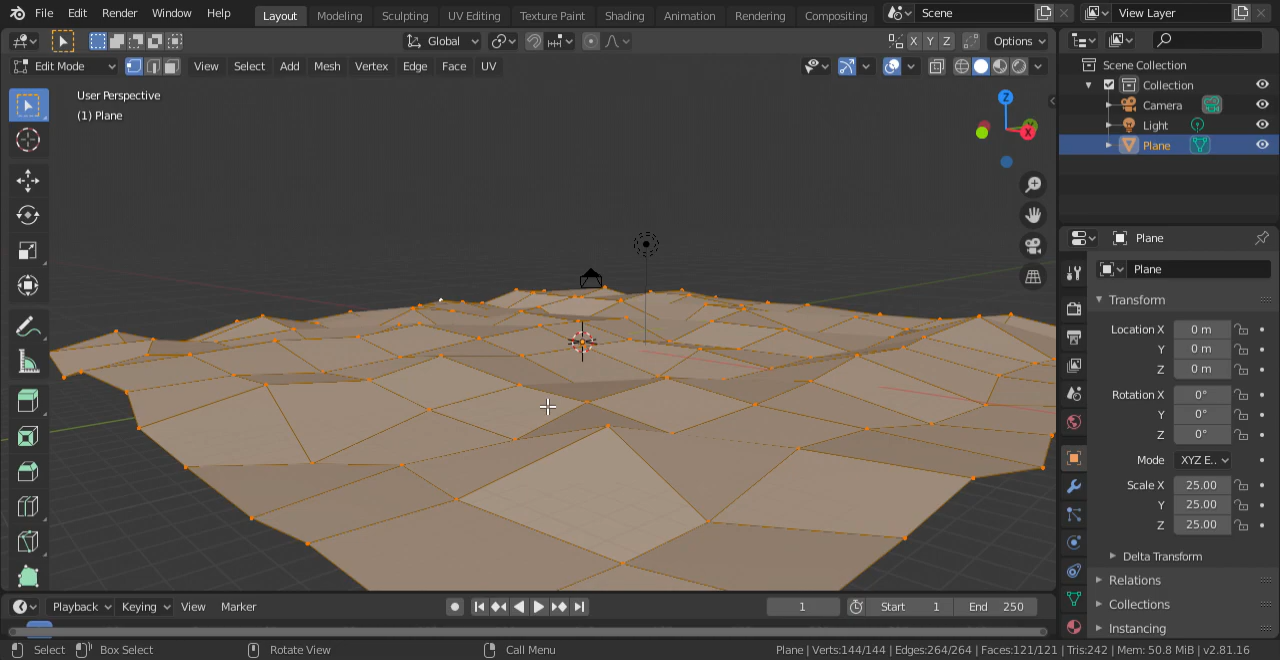 File Edit Render Window Help Layout Modeling Sculpting UV Editing Texture Paint Shading Animation Rendering Compositing Scene View Layer
Global X Y Z Options
Edit Mode View Select Add Mesh Vertex Edge Face UV
User Perspective
(1) Plane
Z
Y
X
Scene Collection
Collection
Camera
Light
Plane
Plane
Plane
Transform
Location X 0 m
Y 0 m
Z 0 m
Rotation X 0°
Y 0°
Z 0°
Mode XYZ E..
Scale X 25.00
Y 25.00
Z 25.00
Delta Transform
Relations
Collections
Instancing
Playback Keying View Marker 1 Start 1 End 250
Select Box Select Rotate View Call Menu Plane | Verts:144/144 | Edges:264/264 | Faces:121/121 | Tris:242 | Mem: 50.8 MiB | v2.81.16